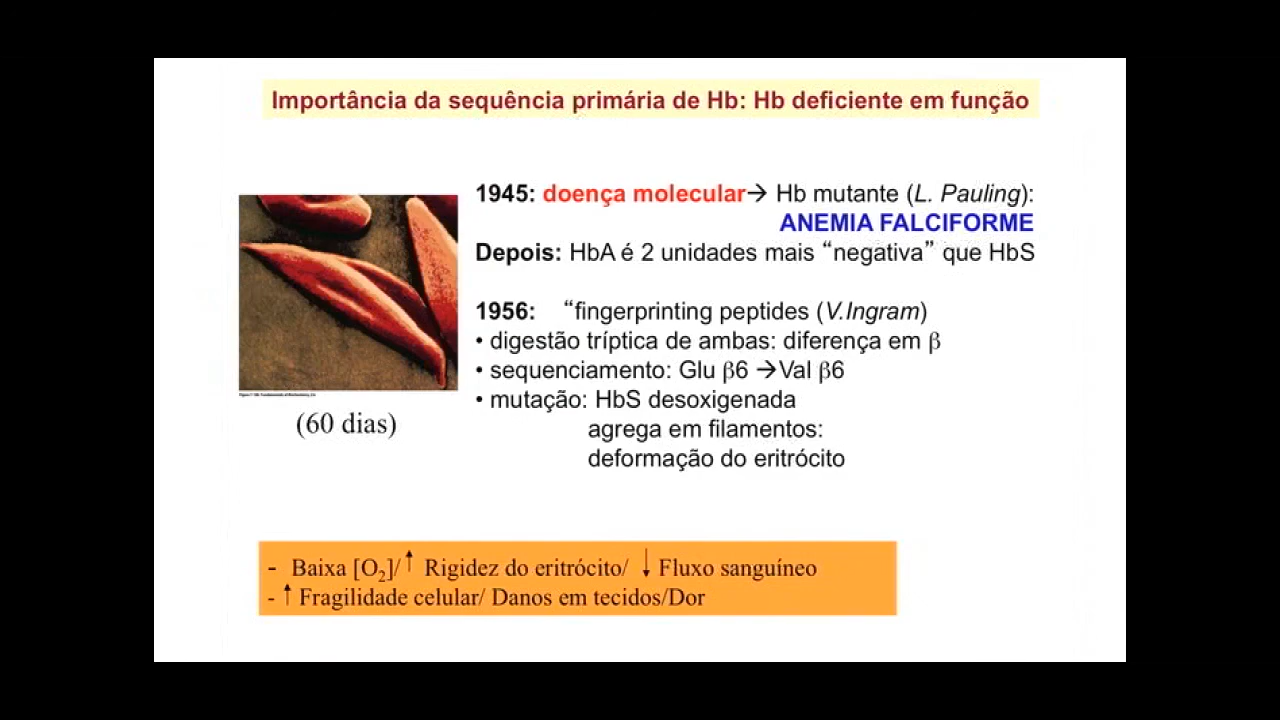 Importância da sequência primária de Hb: Hb deficiente em função
1945: doença molecular→ Hb mutante (L. Pauling):
ANEMIA FALCIFORME
Depois: HbA é 2 unidades mais “negativa” que HbS
1956: “fingerprinting peptides (V.Ingram)
• digestão tríptica de ambas: diferença em β
• sequenciamento: Glu β6 →Val β6
• mutação: HbS desoxigenada
agrega em filamentos:
deformação do eritrócito
(60 dias)
- Baixa [O₂]/↑ Rigidez do eritrócito/ ↓ Fluxo sanguíneo
- ↑ Fragilidade celular/ Danos em tecidos/Dor